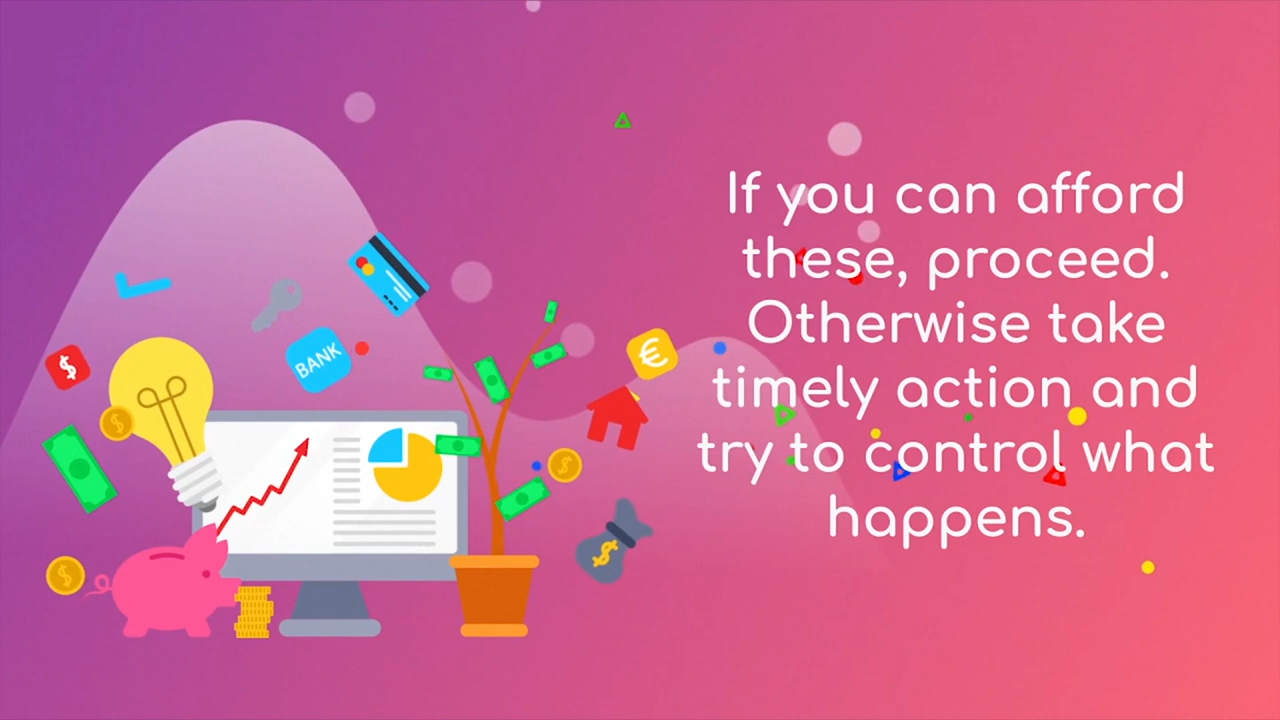 If you can afford
these, proceed.
Otherwise take
timely action and
try to control what
happens.
BANK
$
€
$
$
$
$